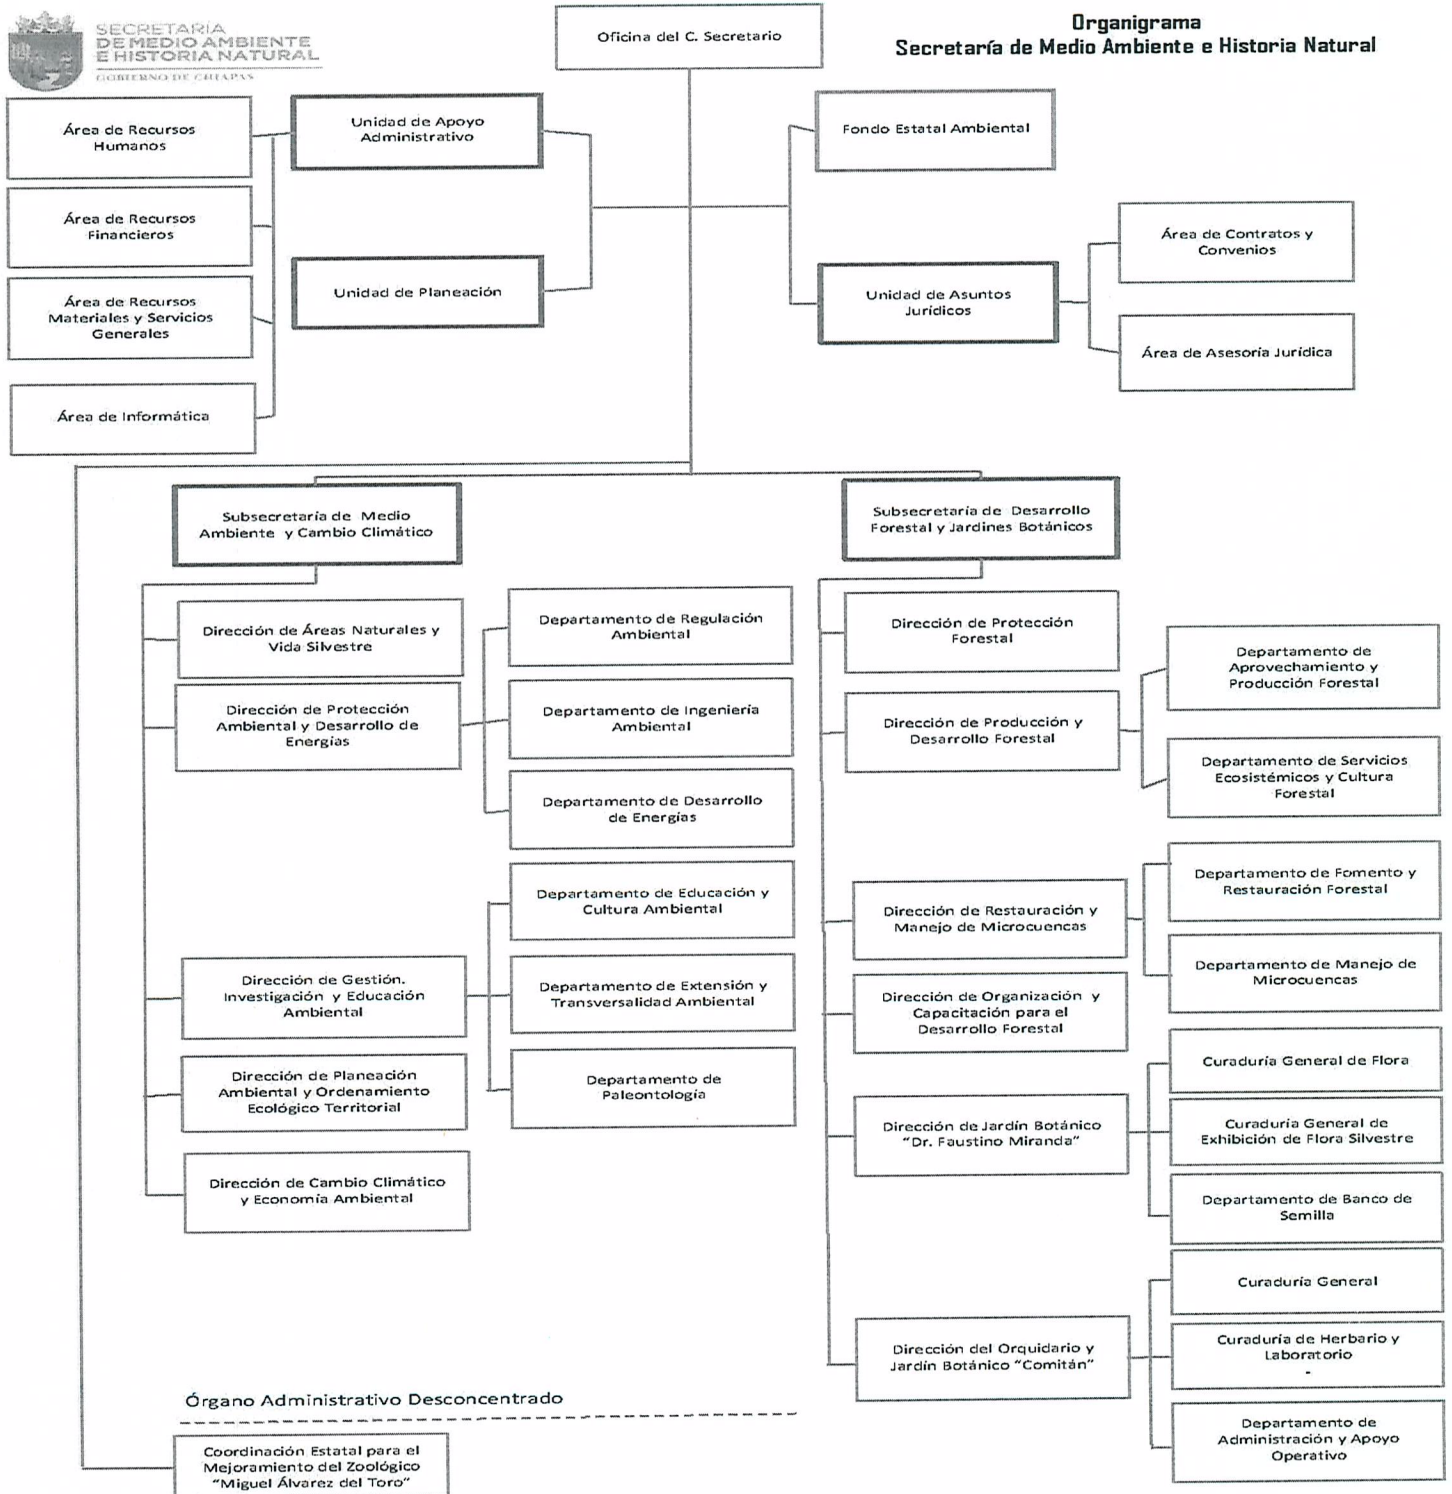 SECRETARÍA
DE MEDIO AMBIENTE
E HISTORIA NATURAL
GOBIERNO DE CHIAPAS
Oficina del C. Secretario
Organigrama
Secretaría de Medio Ambiente e Historia Natural
Área de Recursos
Humanos
Unidad de Apoyo
Administrativo
Fondo Estatal Ambiental
Área de Recursos
Financieros
Área de Contratos y
Convenios
Área de Recursos
Materiales y Servicios
Generales
Unidad de Planeación
Unidad de Asuntos
Jurídicos
Área de Asesoría Jurídica
Área de Informática
Subsecretaría de Medio
Ambiente y Cambio Climático
Subsecretaría de Desarrollo
Forestal y Jardines Botánicos
Dirección de Áreas Naturales y
Vida Silvestre
Dirección de Protección
Ambiental y Desarrollo de
Energías
Departamento de Regulación
Ambiental
Departamento de Ingeniería
Ambiental
Departamento de Desarrollo
de Energías
Dirección de Gestión.
Investigación y Educación
Ambiental
Departamento de Educación y
Cultura Ambiental
Departamento de Extensión y
Transversalidad Ambiental
Departamento de
Paleontología
Dirección de Planeación
Ambiental y Ordenamiento
Ecológico Territorial
Dirección de Cambio Climático
y Economía Ambiental
Dirección de Protección
Forestal
Dirección de Producción y
Desarrollo Forestal
Departamento de
Aprovechamiento y
Producción Forestal
Departamento de Servicios
Ecosistémicos y Cultura
Forestal
Dirección de Restauración y
Manejo de Microcuencas
Departamento de Fomento y
Restauración Forestal
Departamento de Manejo de
Microcuencas
Dirección de Organización y
Capacitación para el
Desarrollo Forestal
Dirección de Jardín Botánico
"Dr. Faustino Miranda"
Curaduría General de Flora
Curaduría General de
Exhibición de Flora Silvestre
Departamento de Banco de
Semilla
Dirección del Orquidario y
Jardín Botánico "Comitán"
Curaduría General
Curaduría de Herbario y
Laboratorio
-
Departamento de
Administración y Apoyo
Operativo
Órgano Administrativo Desconcentrado
Coordinación Estatal para el
Mejoramiento del Zoológico
"Miguel Álvarez del Toro"